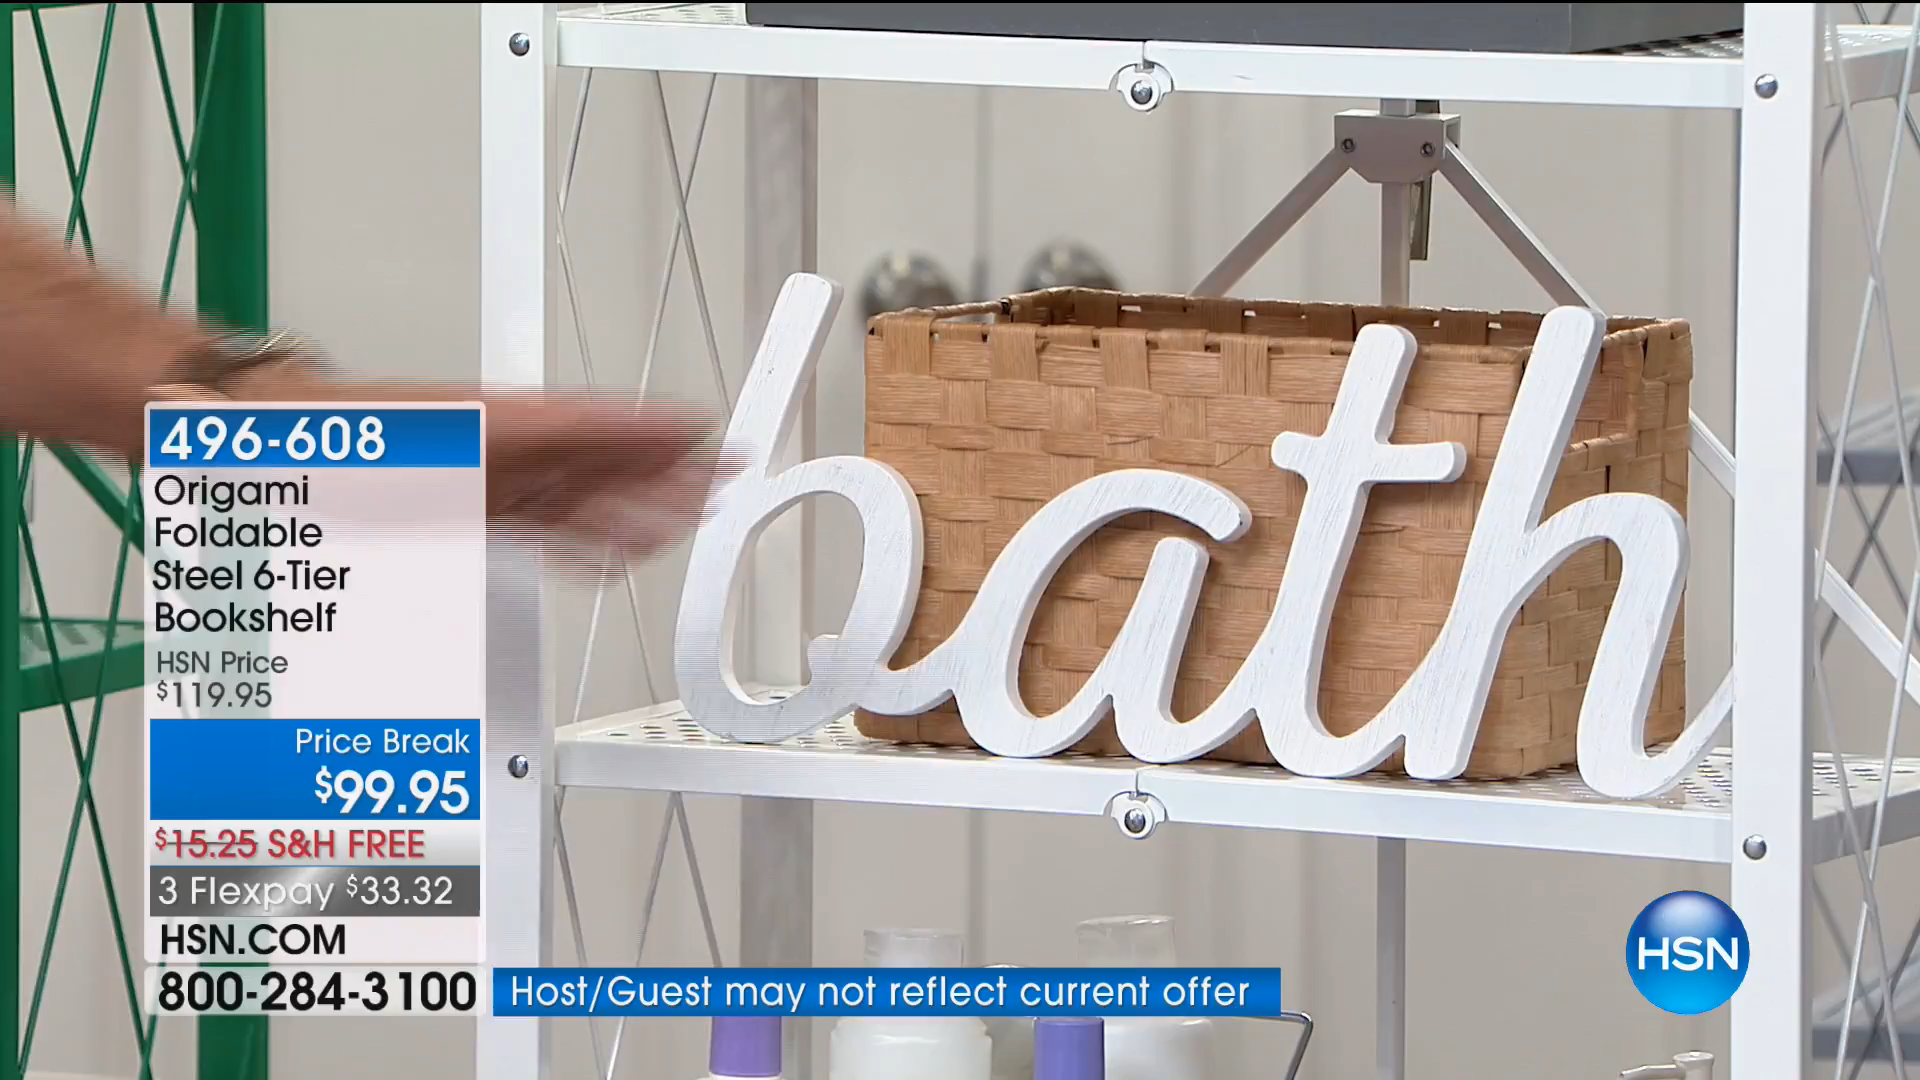 496-608
Origami
Foldable
Steel 6-Tier
Bookshelf
HSN Price
$119.95
Price Break
$99.95
$15.25 S&H FREE
3 Flexpay $33.32
HSN.COM
800-284-3100
Host/Guest may not reflect current offer
bath
HSN